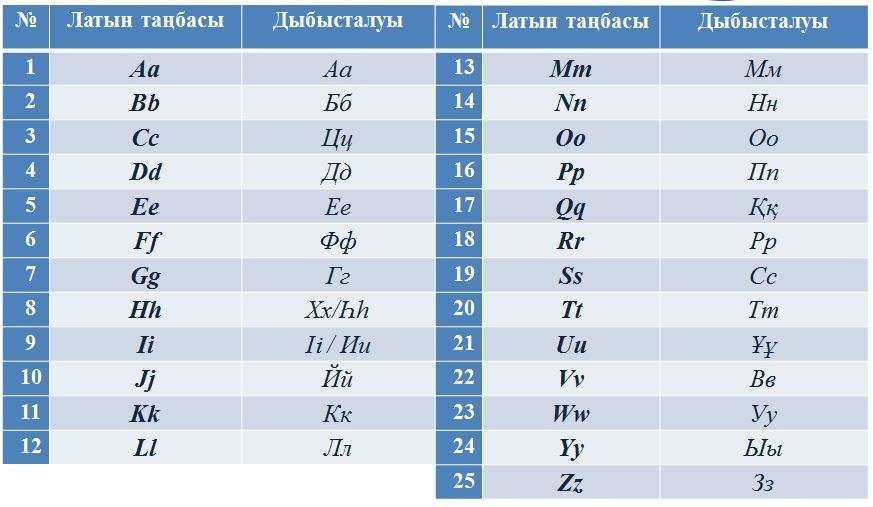 № Латын таңбасы Дыбысталуы № Латын таңбасы Дыбысталуы
1 Aa Аа 13 Mm Мм
2 Bb Бб 14 Nn Нн
3 Cc Цц 15 Oo Оо
4 Dd Дд 16 Pp Пп
5 Ee Ее 17 Qq Ққ
6 Ff Фф 18 Rr Рр
7 Gg Гг 19 Ss Сс
8 Hh Хх/Һһ 20 Tt Тт
9 Ii Іі / Ии 21 Uu Ұұ
10 Jj Йй 22 Vv Вв
11 Kk Кк 23 Ww Уу
12 Ll Лл 24 Yy Ыы
25 Zz Зз